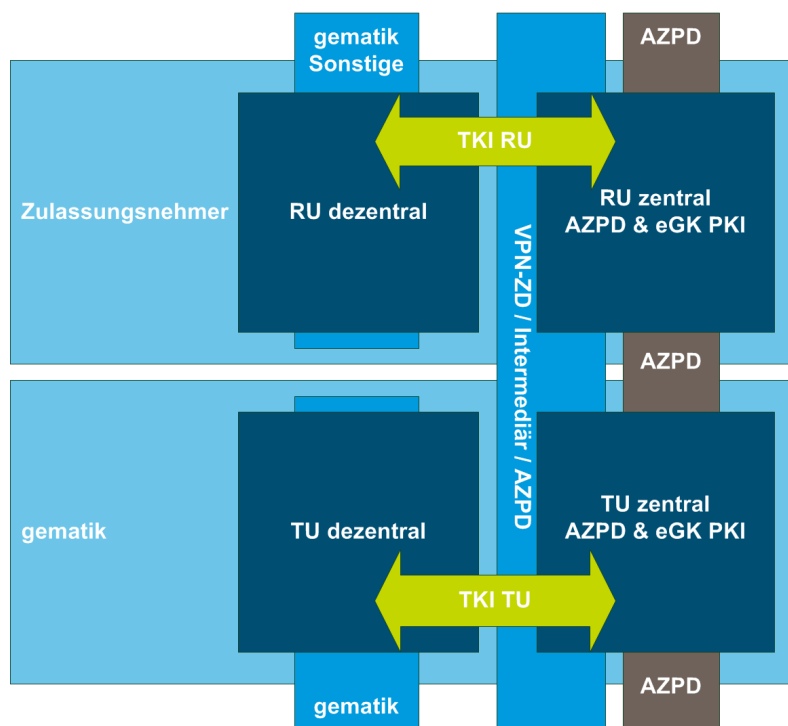 gematik
Sonstige
AZPD
TKI RU
Zulassungsnehmer
RU dezentral
RU zentral
AZPD & eGK PKI
VPN-ZD / Intermediär / AZPD
AZPD
gematik
TU dezentral
TU zentral
AZPD & eGK PKI
TKI TU
gematik
AZPD